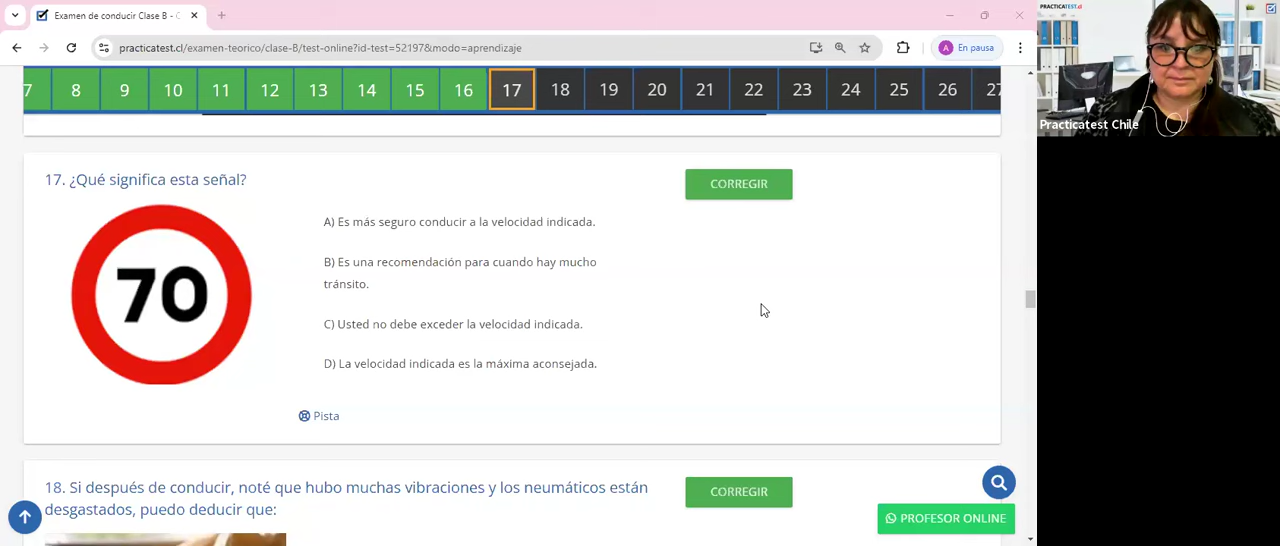 Examen de conducir Clase B - C
practicatest.cl/examen-teorico/clase-B/test-online?id-test=52197&modo=aprendizaje
A
En pausa
PRACTICATEST.cl
Practicatest Chile
7 8 9 10 11 12 13 14 15 16 17 18 19 20 21 22 23 24 25 26 27
17. ¿Qué significa esta señal?
CORREGIR
70
A) Es más seguro conducir a la velocidad indicada.
B) Es una recomendación para cuando hay mucho
tránsito.
C) Usted no debe exceder la velocidad indicada.
D) La velocidad indicada es la máxima aconsejada.
Pista
18. Si después de conducir, noté que hubo muchas vibraciones y los neumáticos están
desgastados, puedo deducir que:
CORREGIR
PROFESOR ONLINE